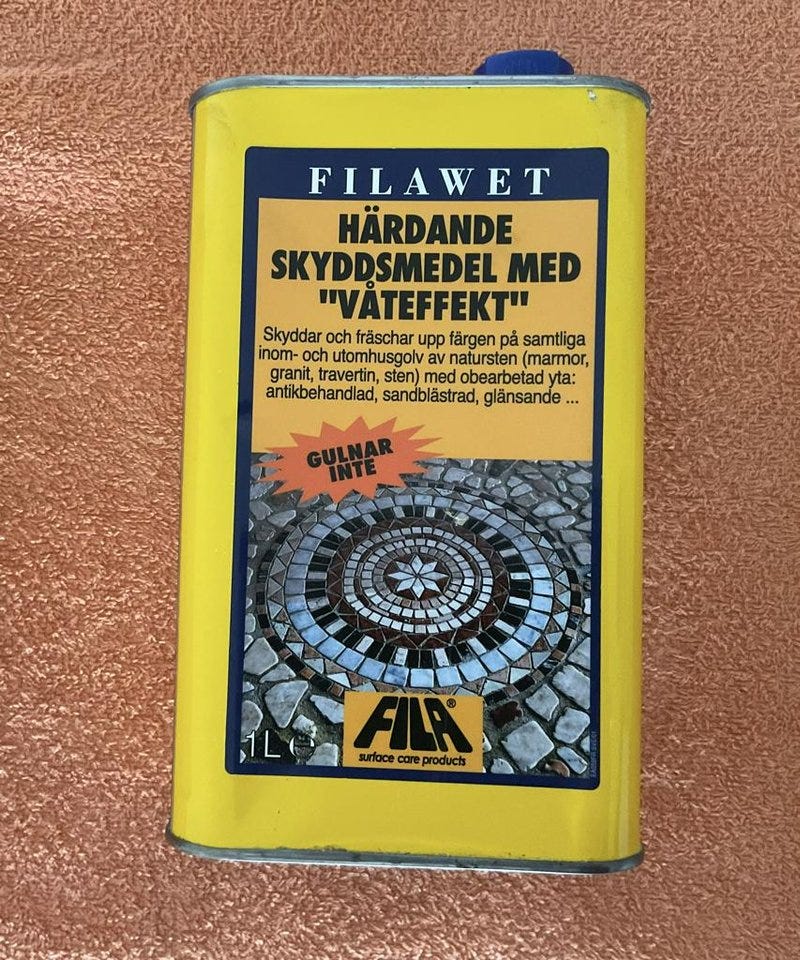 FILAWET
HÄRDANDE
SKYDDSMEDEL MED
"VÅTEFFEKT"
Skyddar och fräschar upp färgen på samtliga
inom- och utomhusgolv av natursten (marmor,
granit, travertin, sten) med obearbetad yta:
antikbehandlad, sandblästrad, glänsande ...
GULNAR
INTE
1L e
FILA®
surface care products